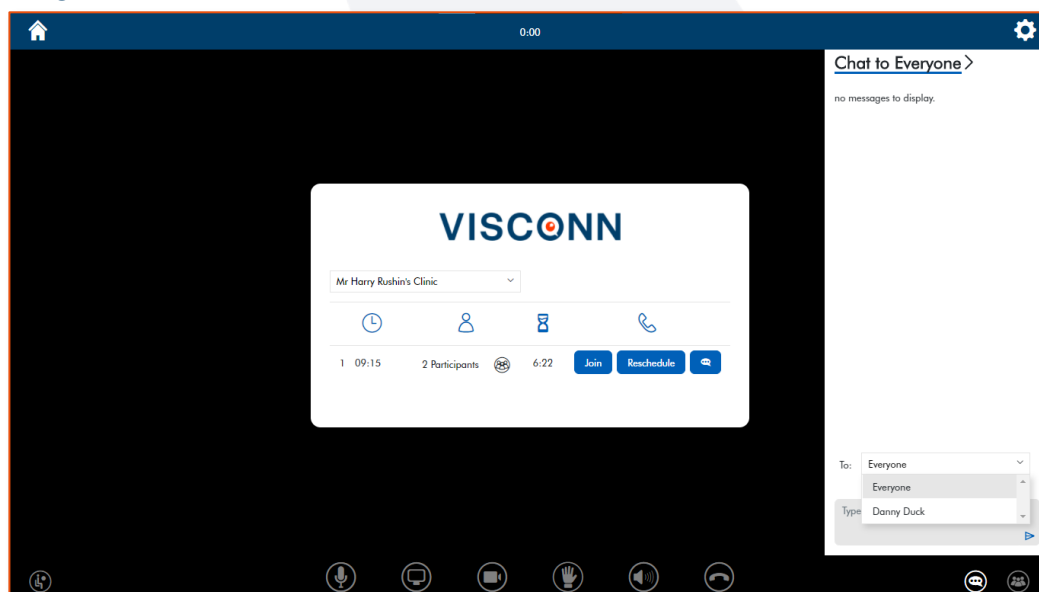 0:00
Chat to Everyone
no messages to display.
VISCONN
Mr Harry Rushin's Clinic
1 09:15 2 Participants 6:22 Join Reschedule
To: Everyone
Everyone
Type
Danny Duck